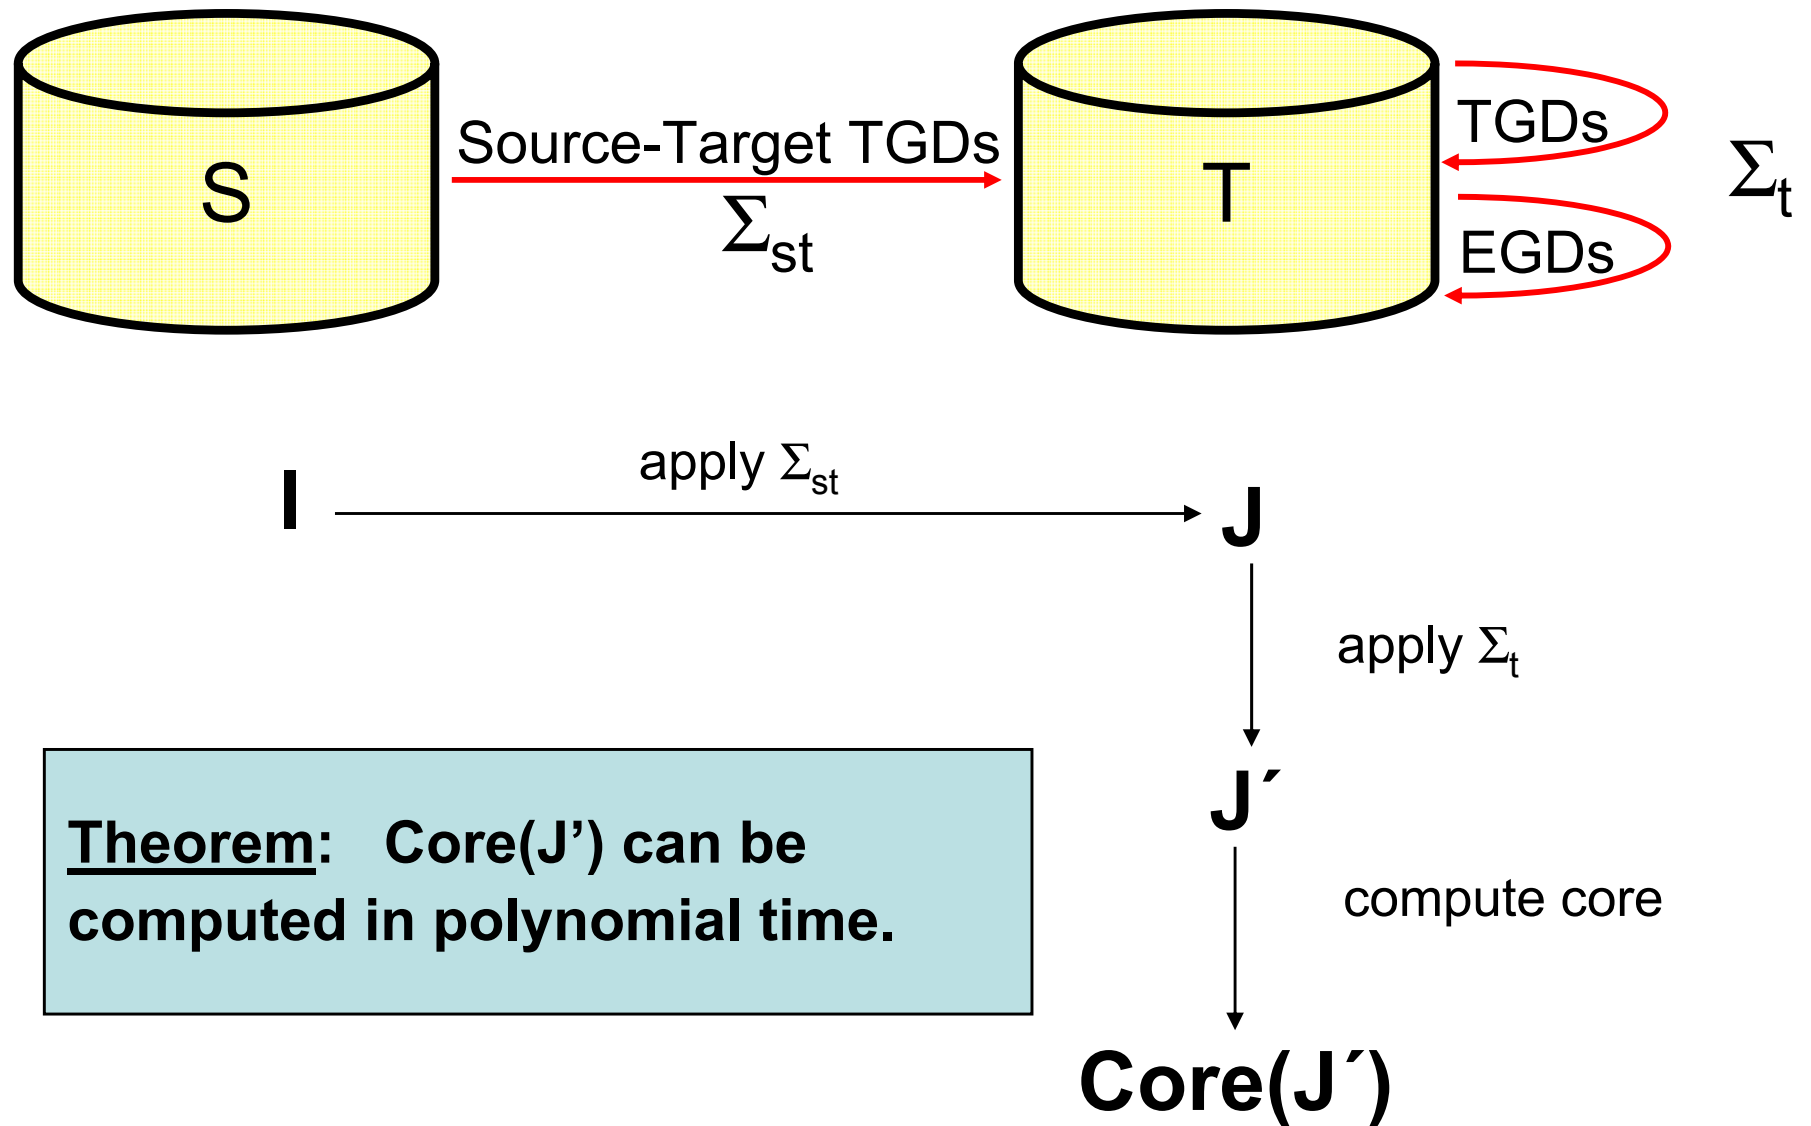 S
Source-Target TGDs
Σst
T
TGDs
EGDs
Σt
I
apply Σst
J
apply Σt
J´
Theorem: Core(J’) can be
computed in polynomial time.
compute core
Core(J´)